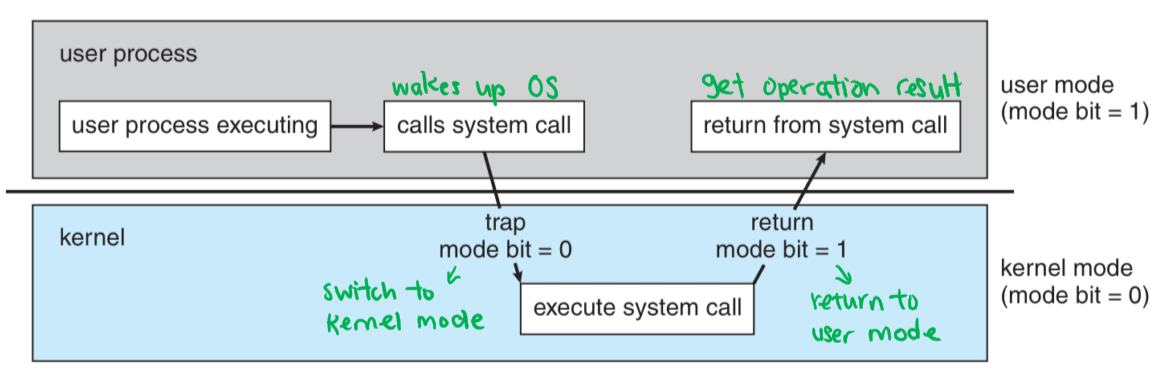 user process
wakes up OS
get operation result
user process executing
calls system call
return from system call
user mode
(mode bit = 1)
kernel
trap
mode bit = 0
return
mode bit = 1
switch to
kernel mode
execute system call
return to
user mode
kernel mode
(mode bit = 0)